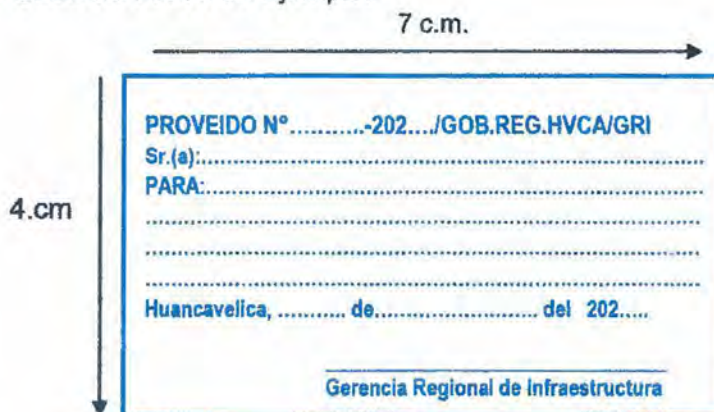 7 c.m.
4.cm
PROVEIDO N°...........-202..../GOB.REG.HVCA/GRI
Sr.(a):..........................................................................
PARA:..........................................................................
....................................................................................
....................................................................................
....................................................................................
Huancavelica, ........... de.......................... del 202.....
Gerencia Regional de Infraestructura